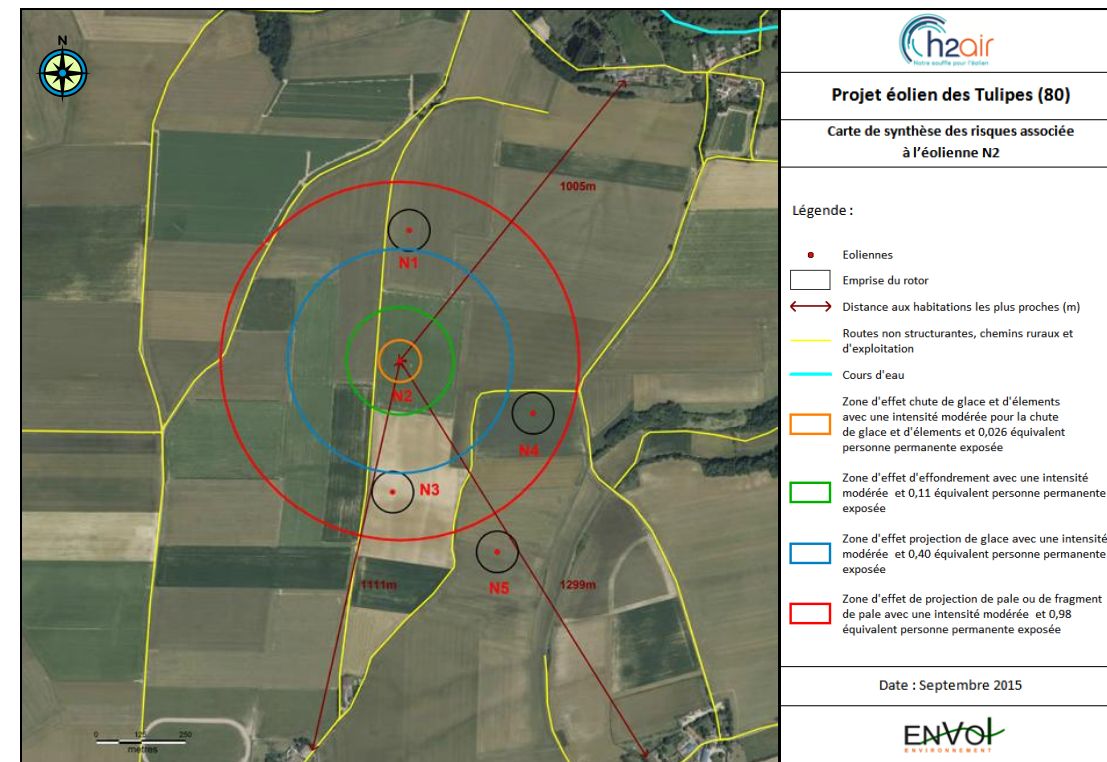 N
1005m
N1
N2
N4
N3
N5
1111m
1299m
0 125 250
metres
h2air
Notre souffle pour l'éolien
Projet éolien des Tulipes (80)
Carte de synthèse des risques associée
à l'éolienne N2
Légende :
Eoliennes
Emprise du rotor
Distance aux habitations les plus proches (m)
Routes non structurantes, chemins ruraux et
d'exploitation
Cours d'eau
Zone d'effet chute de glace et d'élements
avec une intensité modérée pour la chute
de glace et d'élements et 0,026 équivalent
personne permanente exposée
Zone d'effet d'effondrement avec une intensité
modérée et 0,11 équivalent personne permanente
exposée
Zone d'effet projection de glace avec une intensité
modérée et 0,40 équivalent personne permanente
exposée
Zone d'effet de projection de pale ou de fragment
de pale avec une intensité modérée et 0,98
équivalent personne permanente exposée
Date : Septembre 2015
ENVOL
ENVIRONNEMENT